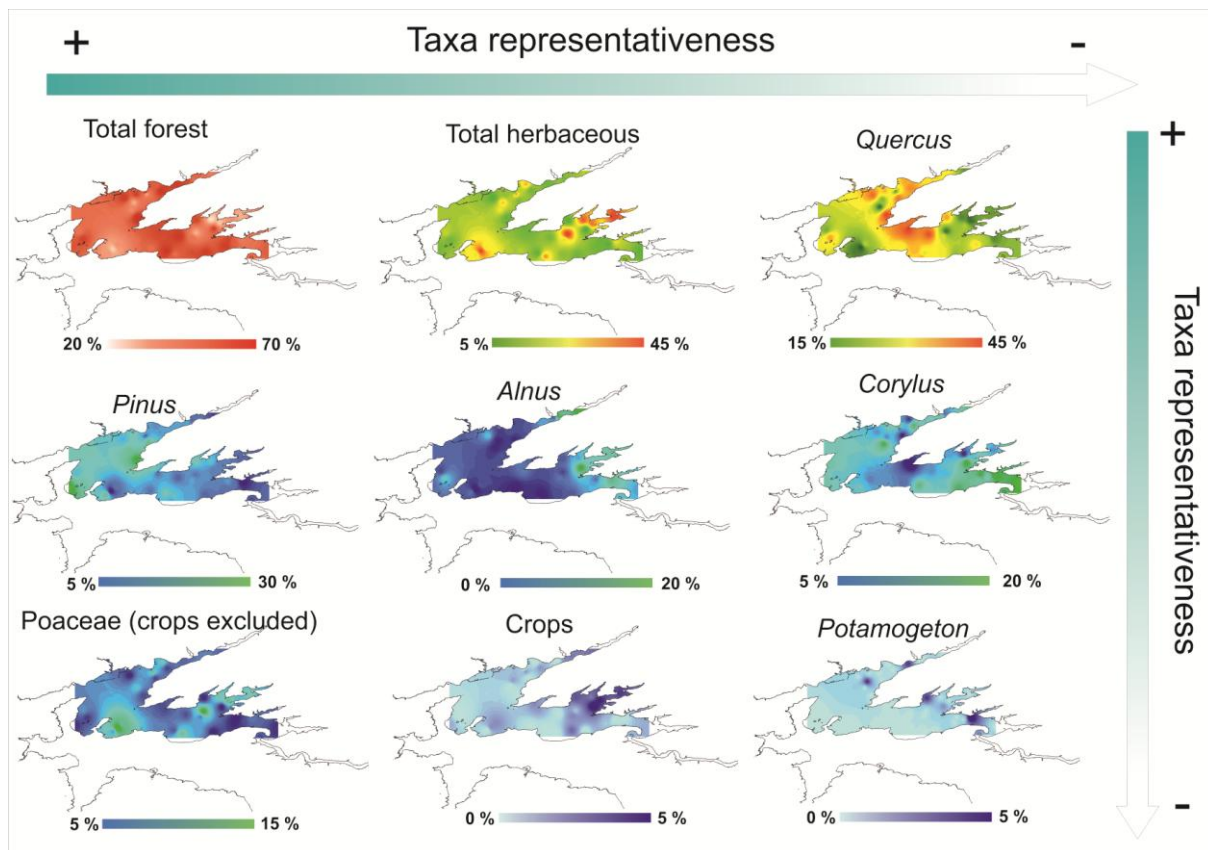 + Taxa representativeness -
Total forest
Total herbaceous
Quercus
+
20 % 70 %
5 % 45 %
15 % 45 %
Pinus
Alnus
Corylus
Taxa representativeness
5 % 30 %
0 % 20 %
5 % 20 %
Poaceae (crops excluded)
Crops
Potamogeton
-
5 % 15 %
0 % 5 %
0 % 5 %